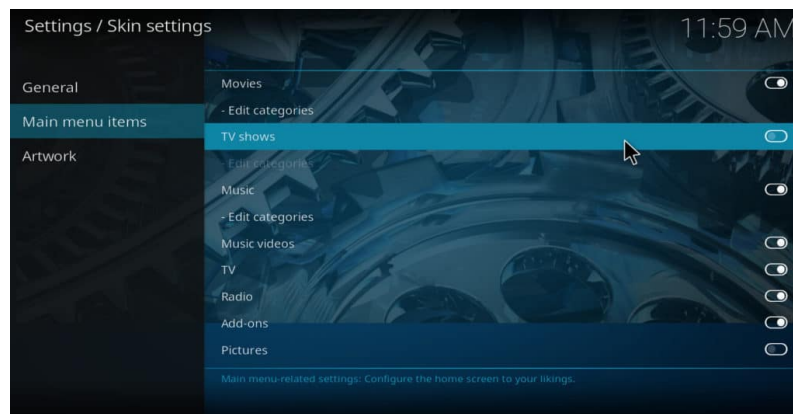 Settings / Skin settings
11:59 AM
General
Main menu items
Artwork
Movies
- Edit categories
TV shows
- Edit categories
Music
- Edit categories
Music videos
TV
Radio
Add-ons
Pictures
Main menu-related settings: Configure the home screen to your likings.